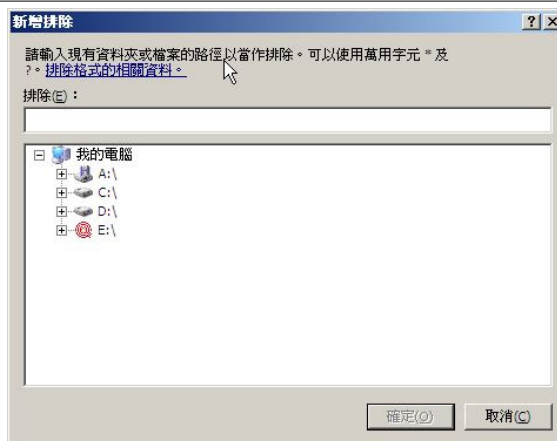 新增排除
請輸入現有資料夾或檔案的路徑以當作排除。可以使用萬用字元 * 及
?。排除格式的相關資料。
排除(E)：
我的電腦
A:\
C:\
D:\
E:\
確定(O) 取消(C)